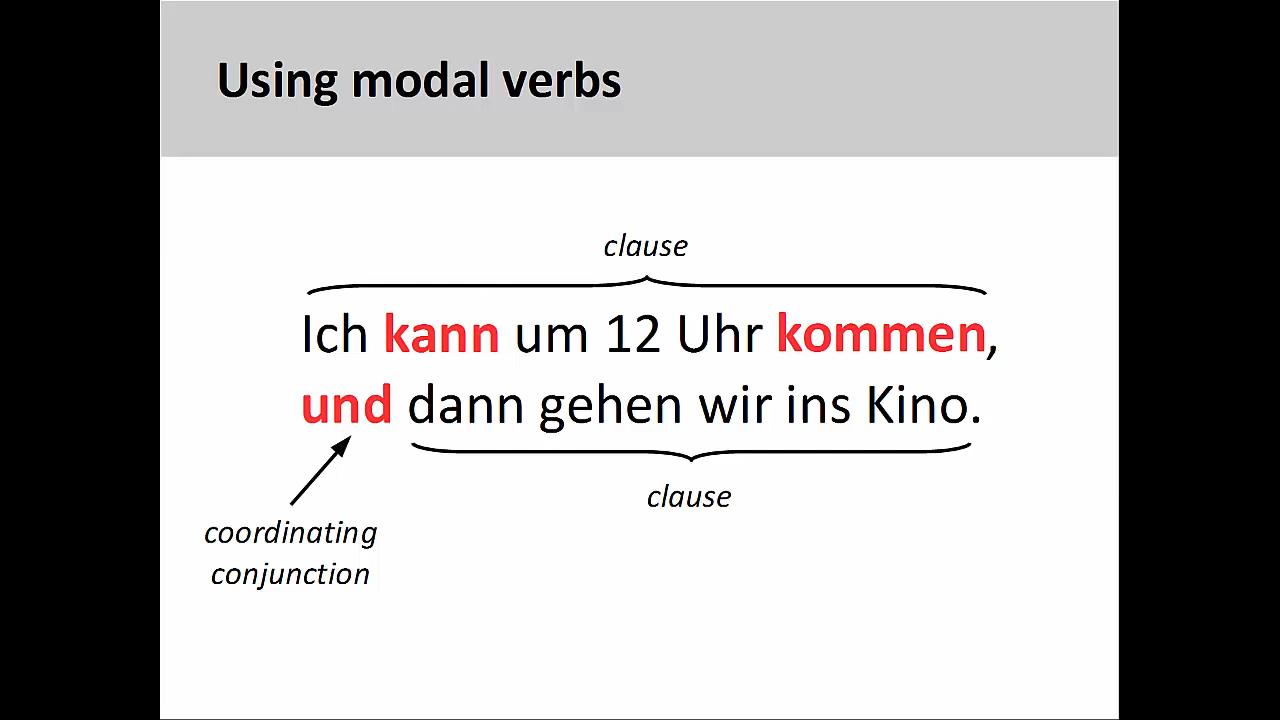 Using modal verbs
clause
Ich kann um 12 Uhr kommen,
und dann gehen wir ins Kino.
clause
coordinating
conjunction